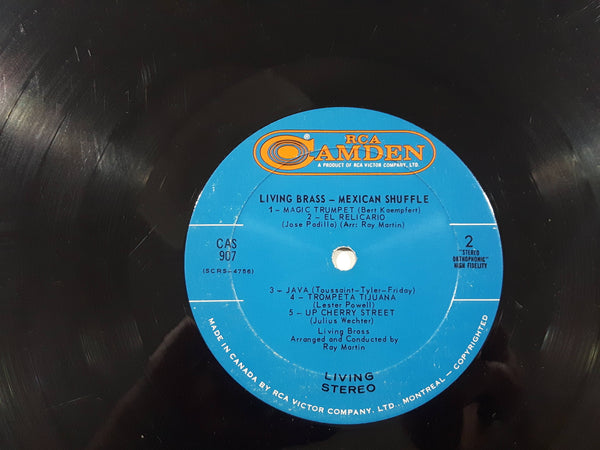 RCA
CAMDEN
®
A PRODUCT OF RCA VICTOR COMPANY, LTD.
LIVING BRASS – MEXICAN SHUFFLE
1 – MAGIC TRUMPET (Bert Kaempfert)
2 – EL RELICARIO
(Jose Padilla) (Arr: Ray Martin)
CAS
907
(SCRS-4756)
2
"STEREO
ORTHOPHONIC"
HIGH FIDELITY
3 – JAVA (Toussaint–Tyler–Friday)
4 – TROMPETA TIJUANA
(Lester Powell)
5 – UP CHERRY STREET
(Julius Wechter)
Living Brass
Arranged and Conducted by
Ray Martin
LIVING
STEREO
MADE IN CANADA BY RCA VICTOR COMPANY, LTD., MONTREAL – COPYRIGHTED